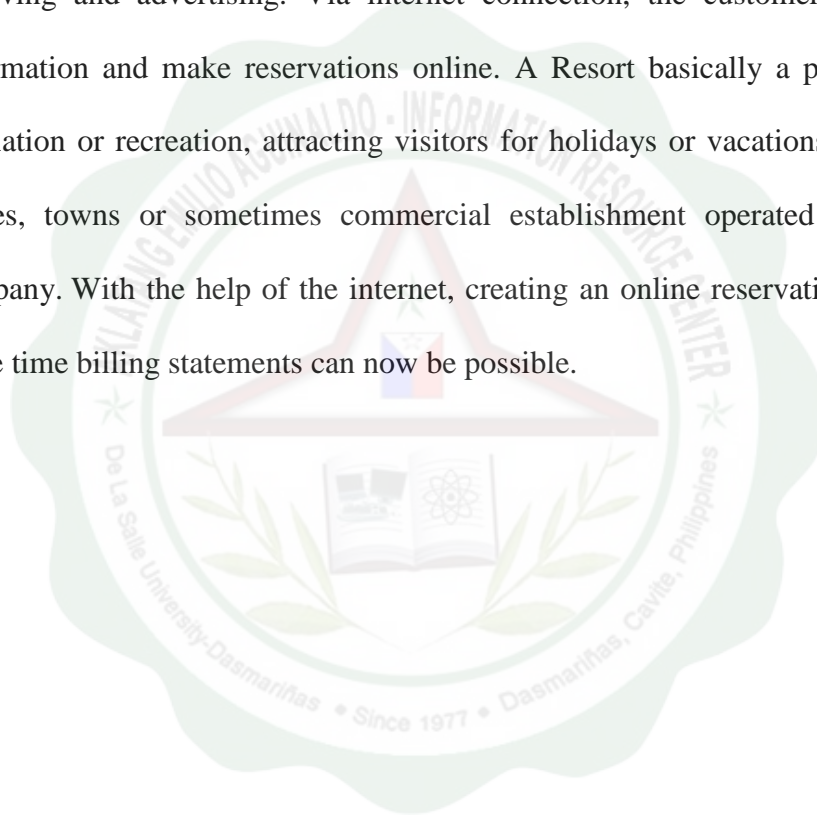 ving and advertising. Via internet connection, the customer
rmation and make reservations online. A Resort basically a p
ation or recreation, attracting visitors for holidays or vacations
es, towns or sometimes commercial establishment operated
pany. With the help of the internet, creating an online reservati
e time billing statements can now be possible.
KLANG EMILIO AGUINALDO - INFORMATION RESOURCE CENTER
De La Salle University-Dasmariñas * Since 1977 * Dasmariñas, Cavite, Philippines